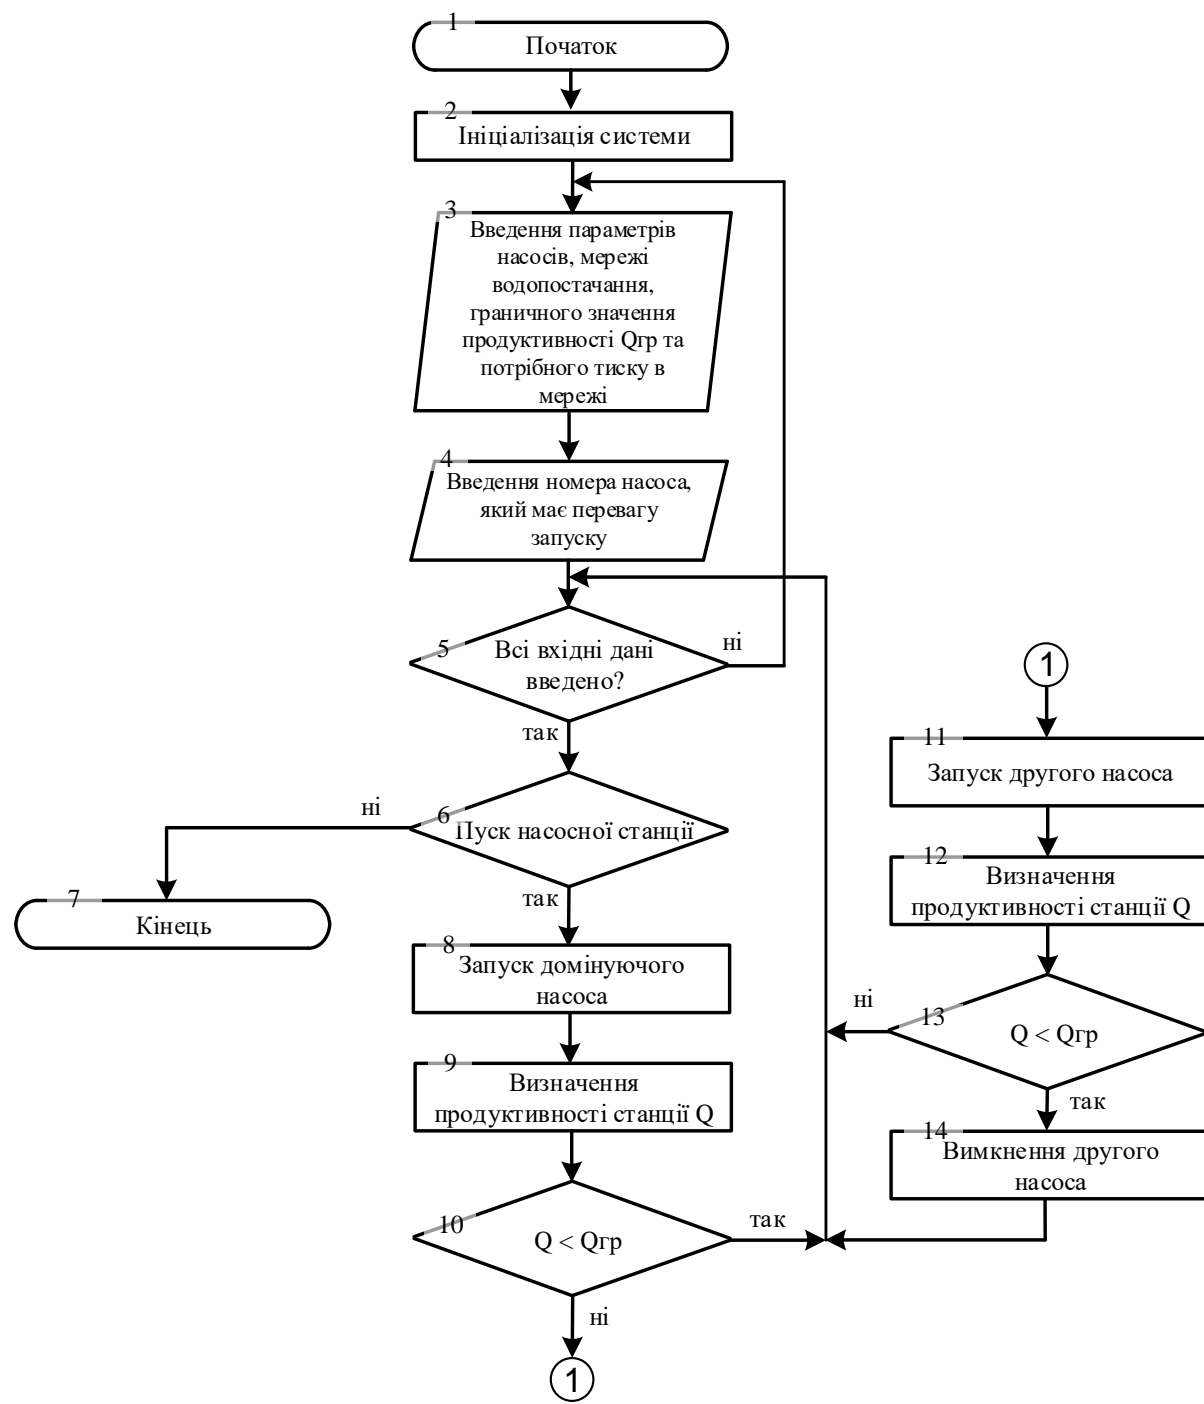 1
Початок
2
Ініціалізація системи
3
Введення параметрів
насосів, мережі
водопостачання,
граничного значення
продуктивності Qгр та
потрібного тиску в
мережі
4
Введення номера насоса,
який має перевагу
запуску
5
Всі вхідні дані
введено?
ні
так
6
Пуск насосної станції
ні
так
7
Кінець
8
Запуск домінуючого
насоса
9
Визначення
продуктивності станції Q
10
Q < Qгр
так
ні
1
1
11
Запуск другого насоса
12
Визначення
продуктивності станції Q
13
Q < Qгр
ні
так
14
Вимкнення другого
насоса